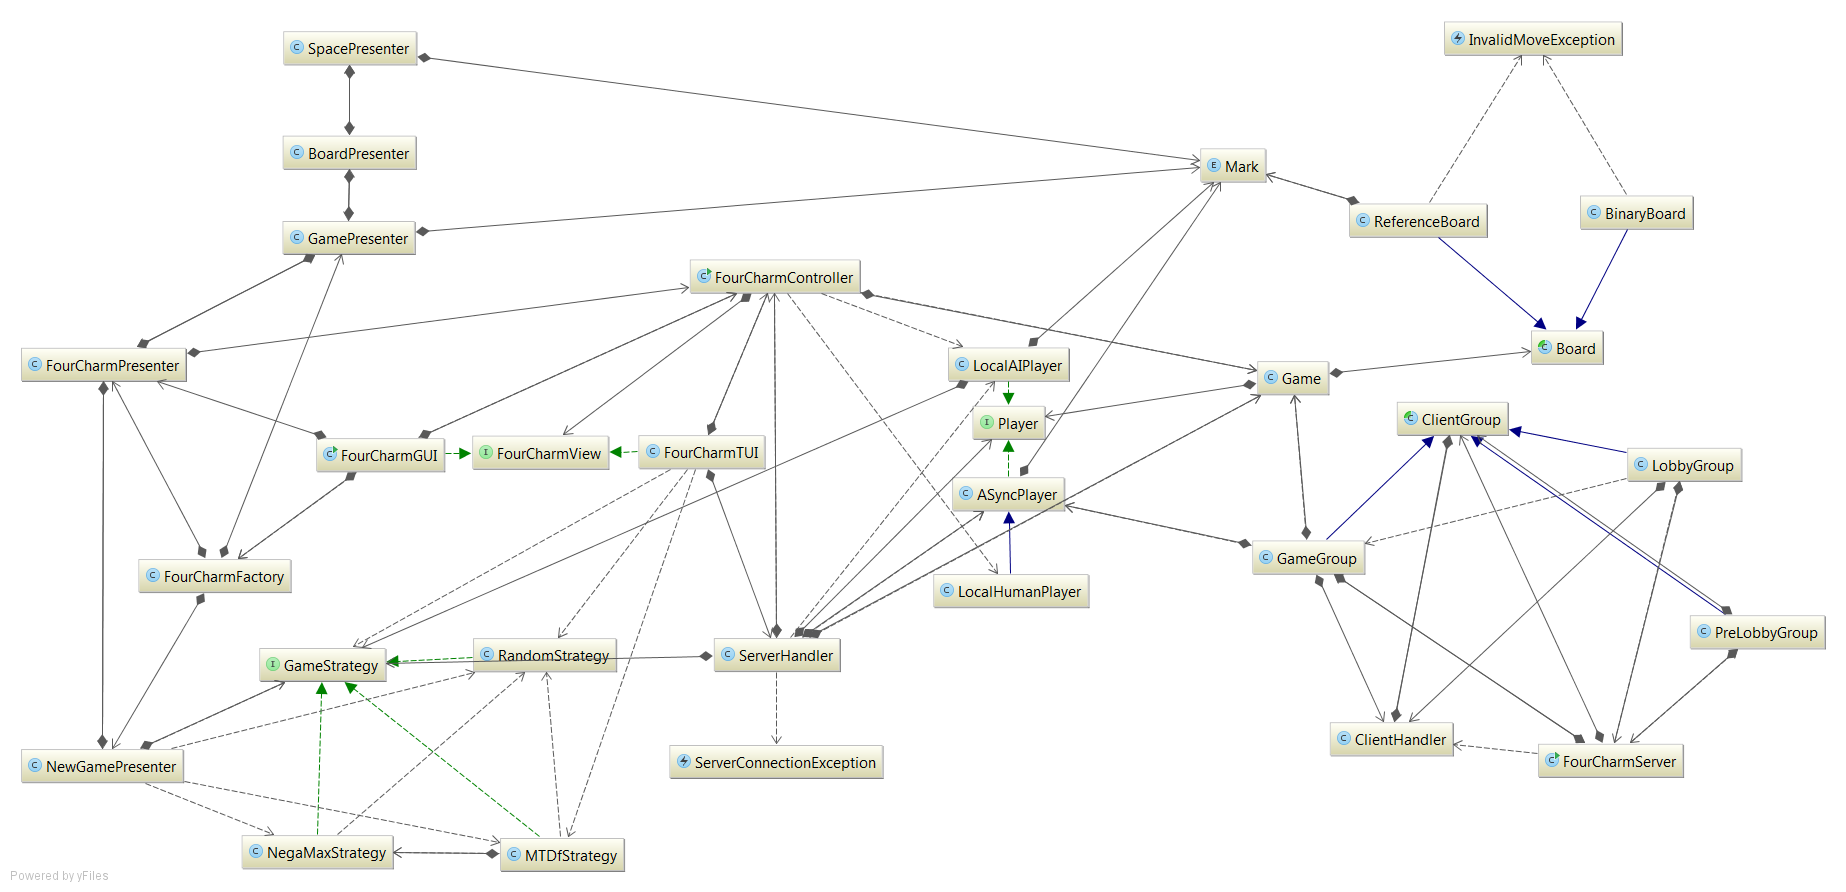 SpacePresenter
InvalidMoveException
BoardPresenter
Mark
GamePresenter
ReferenceBoard
BinaryBoard
FourCharmController
FourCharmPresenter
LocalAIPlayer
Game
Board
Player
ClientGroup
FourCharmGUI
FourCharmView
FourCharmTUI
LobbyGroup
ASyncPlayer
FourCharmFactory
LocalHumanPlayer
GameGroup
PreLobbyGroup
GameStrategy
RandomStrategy
ServerHandler
NewGamePresenter
ServerConnectionException
ClientHandler
FourCharmServer
NegaMaxStrategy
MTDfStrategy
Powered by yFiles